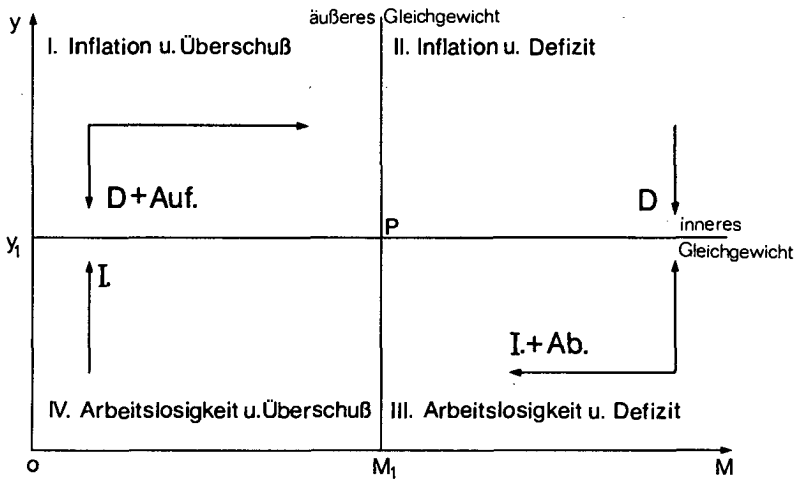 y
äußeres Gleichgewicht
I. Inflation u. Überschuß
II. Inflation u. Defizit
D+Auf.
D
P
inneres
y₁
Gleichgewicht
I.
I.+Ab.
IV. Arbeitslosigkeit u. Überschuß
III. Arbeitslosigkeit u. Defizit
o
M₁
M